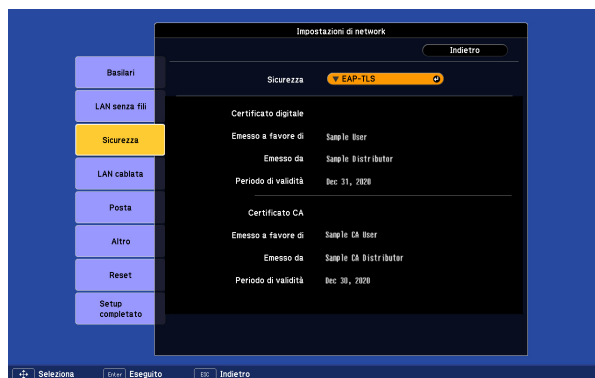 Impostazioni di network
Indietro
Basilari
LAN senza fili
Sicurezza
LAN cablata
Posta
Altro
Reset
Setup
completato
Sicurezza EAP-TLS
Certificato digitale
Emesso a favore di Sample User
Emesso da Sample Distributor
Periodo di validità Dec 31, 2020
Certificato CA
Emesso a favore di Sample CA User
Emesso da Sample CA Distributor
Periodo di validità Dec 30, 2020
Seleziona Enter Eseguito ESC Indietro